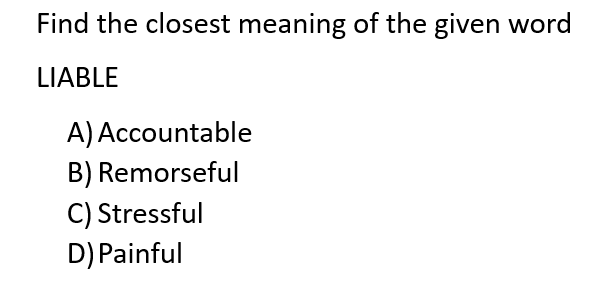 Find the closest meaning of the given word
LIABLE
A) Accountable
B) Remorseful
C) Stressful
D) Painful